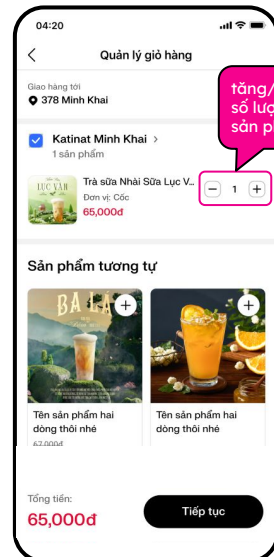 04:20
Quản lý giỏ hàng
Giao hàng tới
378 Minh Khai
tăng/
số lượ
sản p
Katinat Minh Khai >
1 sản phẩm
LỤC VÂN
Trà sữa Nhài Sữa Lục V...
Đơn vị: Cốc
65,000đ
− 1 +
Sản phẩm tương tự
BA LÁ
Tên sản phẩm hai
dòng thôi nhé
67.000đ
Tên sản phẩm hai
dòng thôi nhé
Tổng tiền:
65,000đ
Tiếp tục